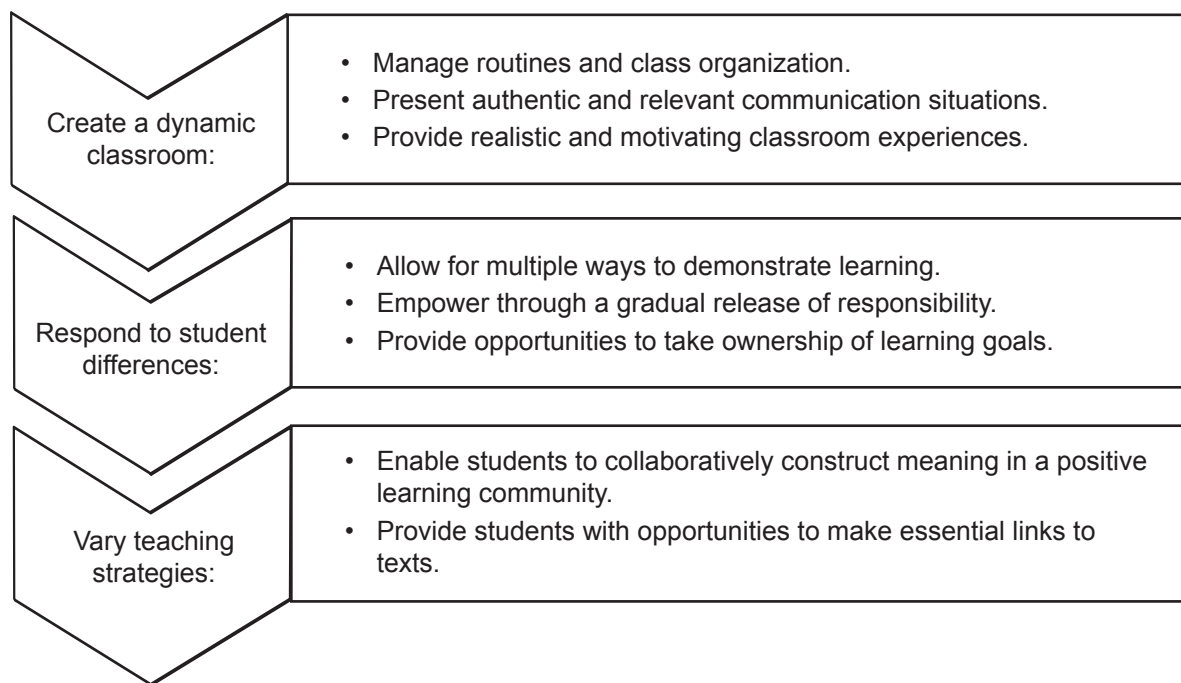 Create a dynamic
classroom:
• Manage routines and class organization.
• Present authentic and relevant communication situations.
• Provide realistic and motivating classroom experiences.
Respond to student
differences:
• Allow for multiple ways to demonstrate learning.
• Empower through a gradual release of responsibility.
• Provide opportunities to take ownership of learning goals.
Vary teaching
strategies:
• Enable students to collaboratively construct meaning in a positive
learning community.
• Provide students with opportunities to make essential links to
texts.